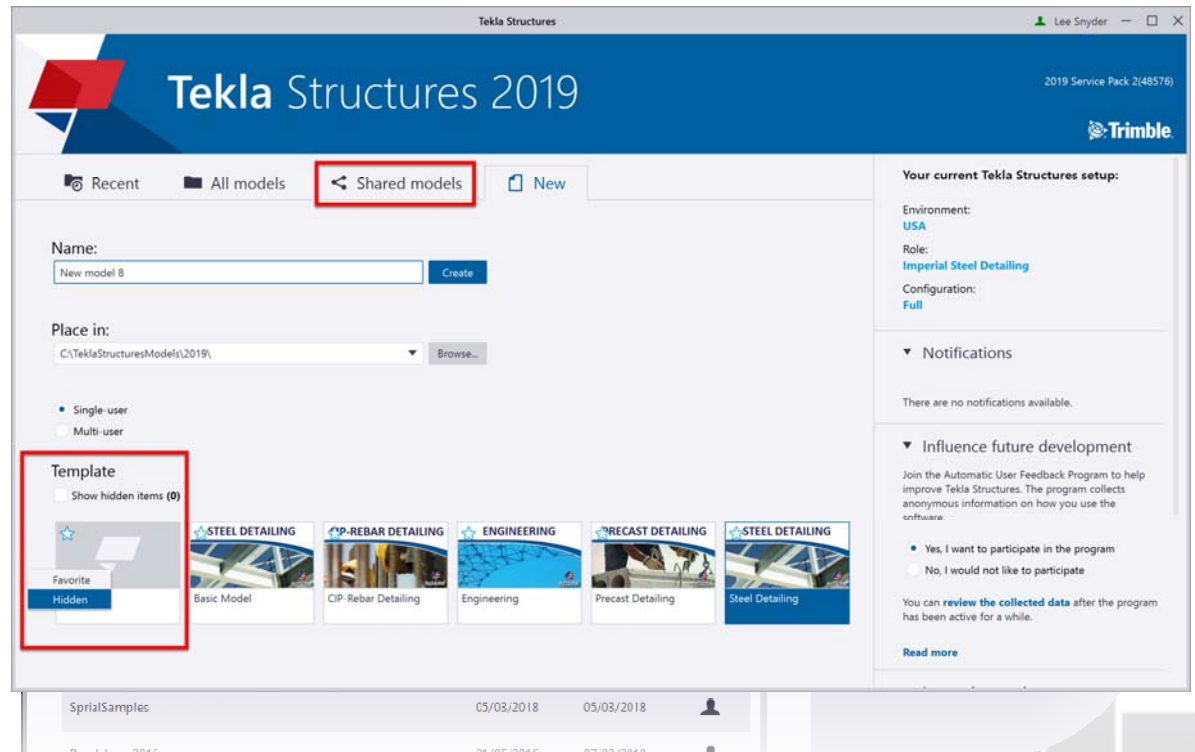 Tekla Structures
Lee Snyder
Tekla Structures 2019
2019 Service Pack 2(48576)
Trimble.
Recent
All models
Shared models
New
Name:
New model 8
Create
Place in:
C:\TeklaStructuresModels\2019\
Browse...
Single-user
Multi-user
Template
Show hidden items (0)
Favorite
Hidden
STEEL DETAILING
Basic Model
CIP-REBAR DETAILING
CIP-Rebar Detailing
ENGINEERING
Engineering
PRECAST DETAILING
Precast Detailing
STEEL DETAILING
Steel Detailing
Your current Tekla Structures setup:
Environment:
USA
Role:
Imperial Steel Detailing
Configuration:
Full
Notifications
There are no notifications available.
Influence future development
Join the Automatic User Feedback Program to help
improve Tekla Structures. The program collects
anonymous information on how you use the
software.
Yes, I want to participate in the program
No, I would not like to participate
You can review the collected data after the program
has been active for a while.
Read more
SprialSamples 05/03/2018 05/03/2018